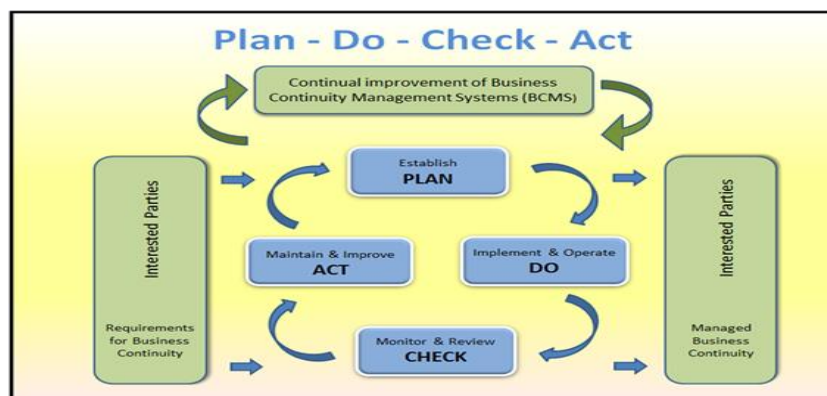 Plan - Do - Check - Act
Continual improvement of Business
Continuity Management Systems (BCMS)
Establish
PLAN
Interested Parties
Interested Parties
Maintain & Improve
ACT
Implement & Operate
DO
Requirements
for Business
Continuity
Monitor & Review
CHECK
Managed
Business
Continuity